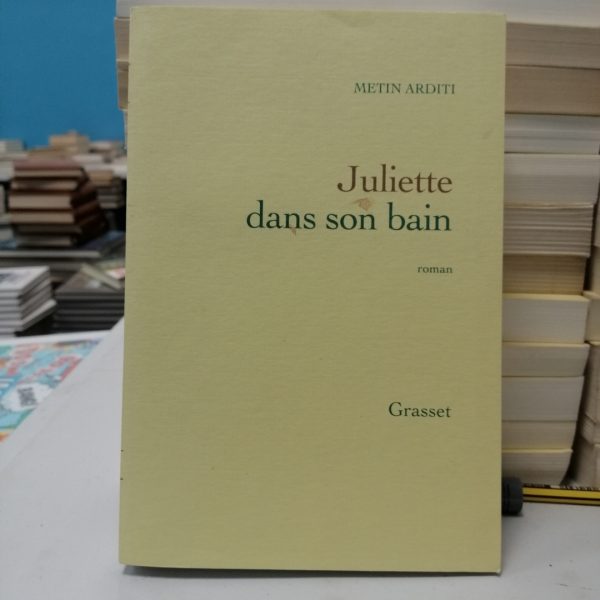 METIN ARDITI
Juliette
dans son bain
roman
Grasset